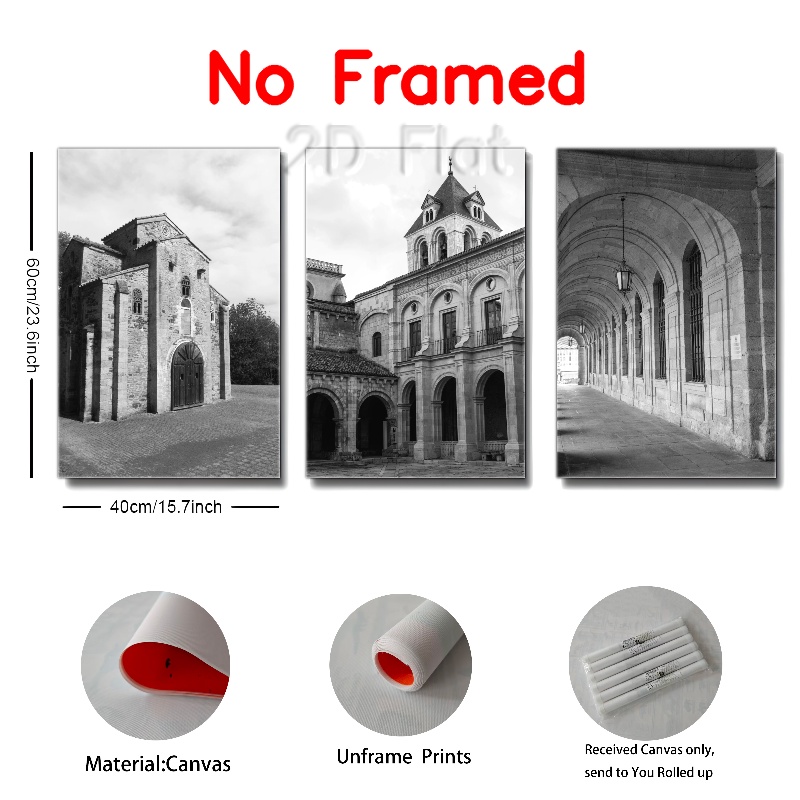 No Framed
2D Flat
60cm/23.6inch
40cm/15.7inch
Material:Canvas
Unframe Prints
Received Canvas only,
send to You Rolled up